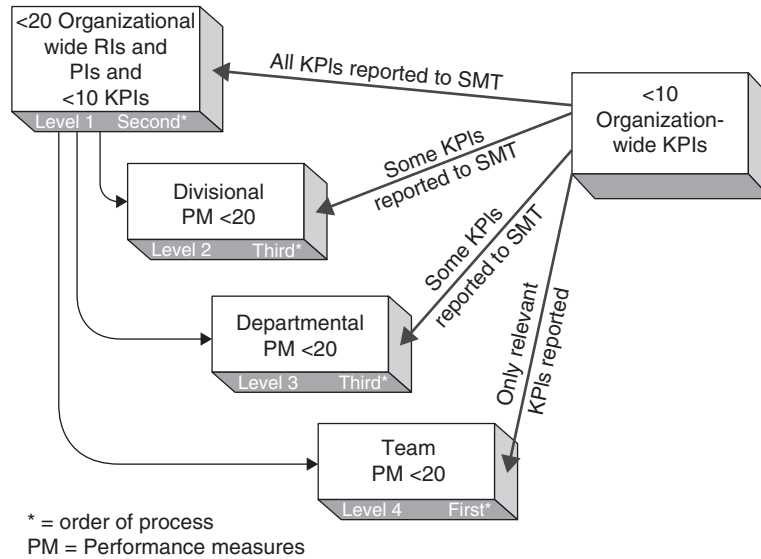 <20 Organizational
wide RIs and
PIs and
<10 KPIs
Level 1 Second*
All KPIs reported to SMT
<10
Organization-
wide KPIs
Some KPIs
reported to SMT
Divisional
PM <20
Level 2 Third*
Some KPIs
reported to SMT
Departmental
PM <20
Level 3 Third*
Only relevant
KPIs reported
Team
PM <20
Level 4 First*
* = order of process
PM = Performance measures